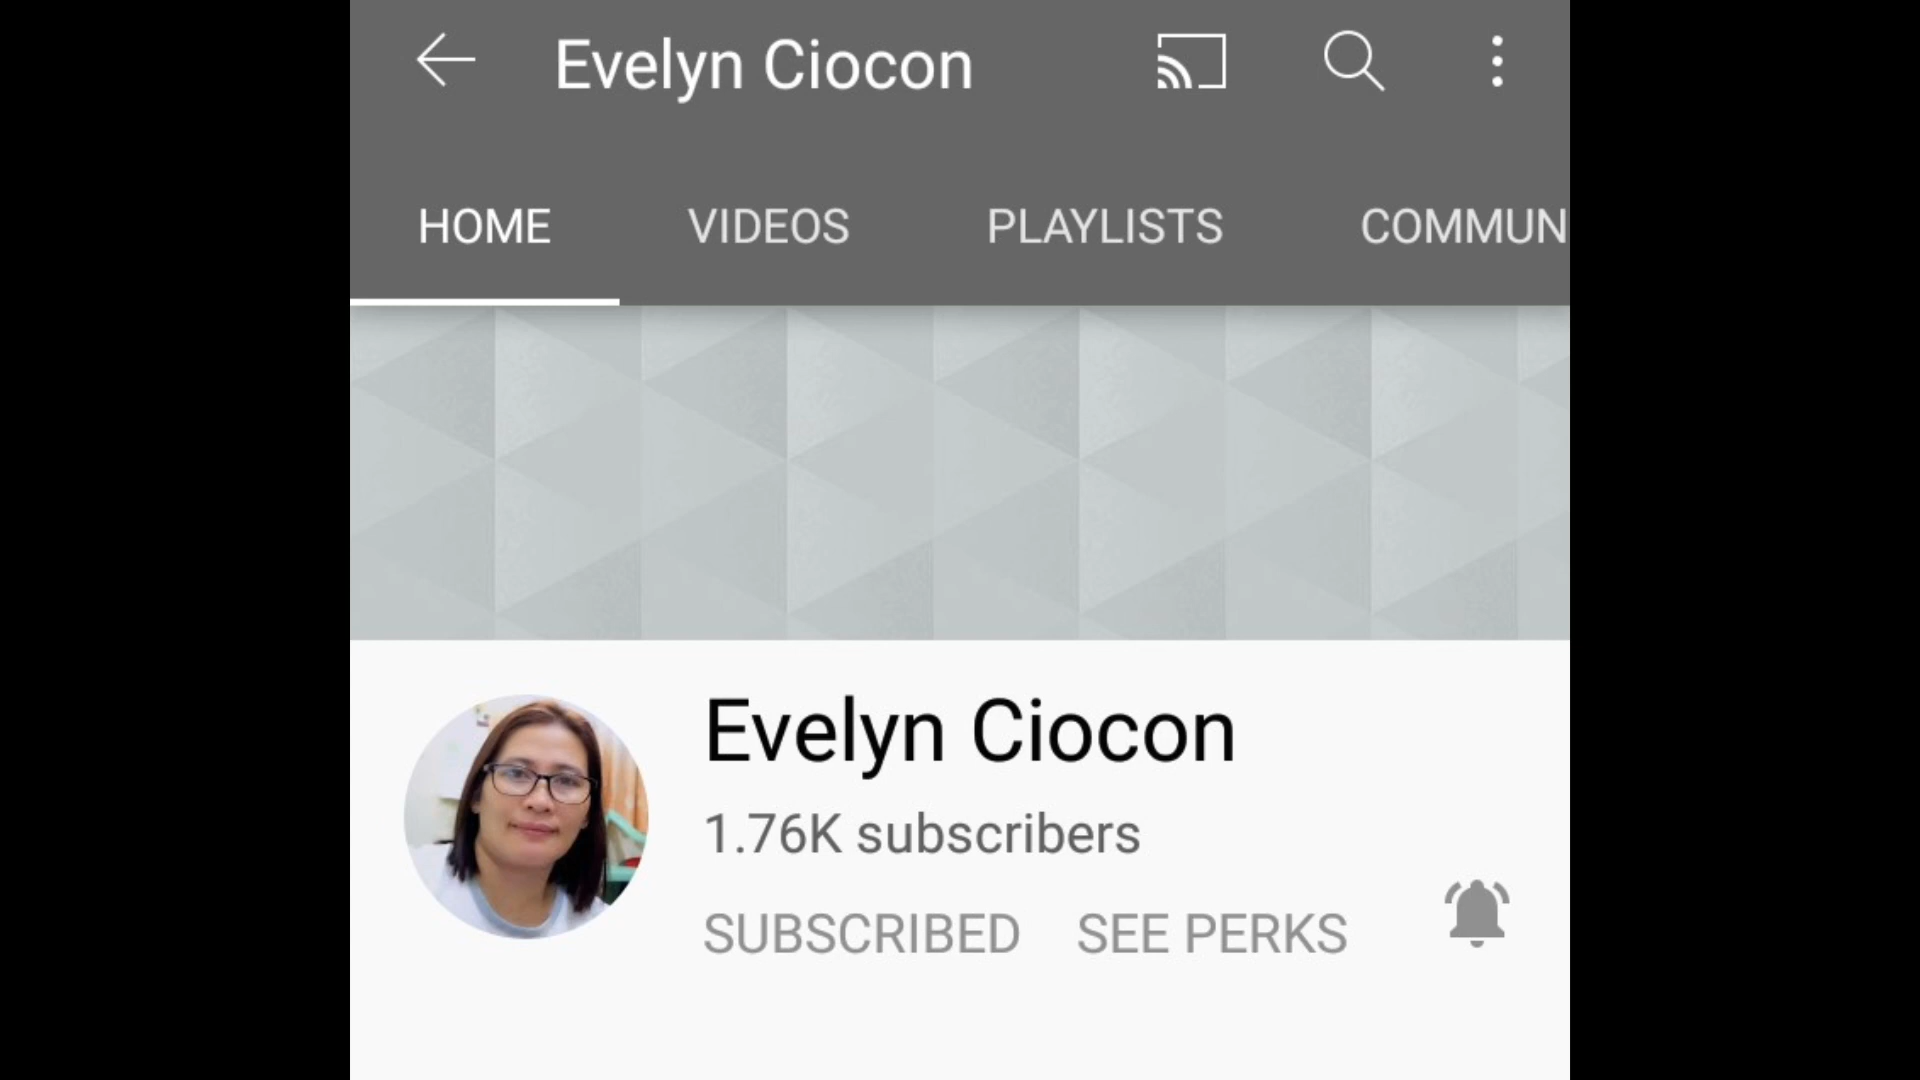 Evelyn Ciocon
HOME VIDEOS PLAYLISTS COMMUN
Evelyn Ciocon
1.76K subscribers
SUBSCRIBED SEE PERKS